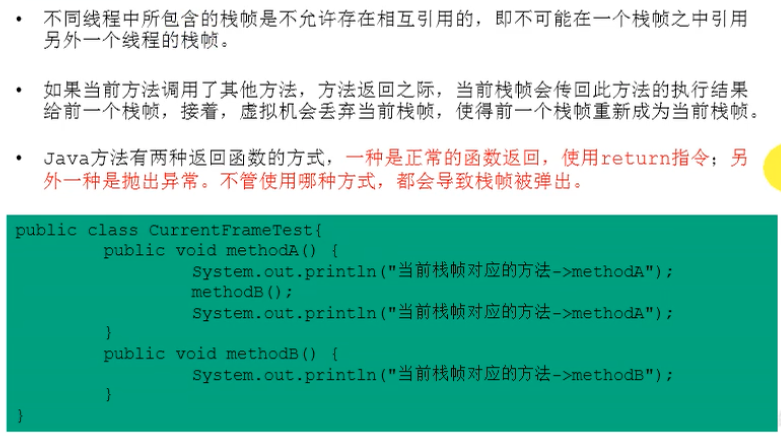 • 不同线程中所包含的栈帧是不允许存在相互引用的，即不可能在一个栈帧之中引用
另外一个线程的栈帧。
• 如果当前方法调用了其他方法，方法返回之际，当前栈帧会传回此方法的执行结果
给前一个栈帧，接着，虚拟机会丢弃当前栈帧，使得前一个栈帧重新成为当前栈帧。
• Java方法有两种返回函数的方式，一种是正常的函数返回，使用return指令；另
外一种是抛出异常。不管使用哪种方式，都会导致栈帧被弹出。
public class CurrentFrameTest{
public void methodA() {
System.out.println("当前栈帧对应的方法->methodA");
methodB();
System.out.println("当前栈帧对应的方法->methodA");
}
public void methodB() {
System.out.println("当前栈帧对应的方法->methodB");
}
}